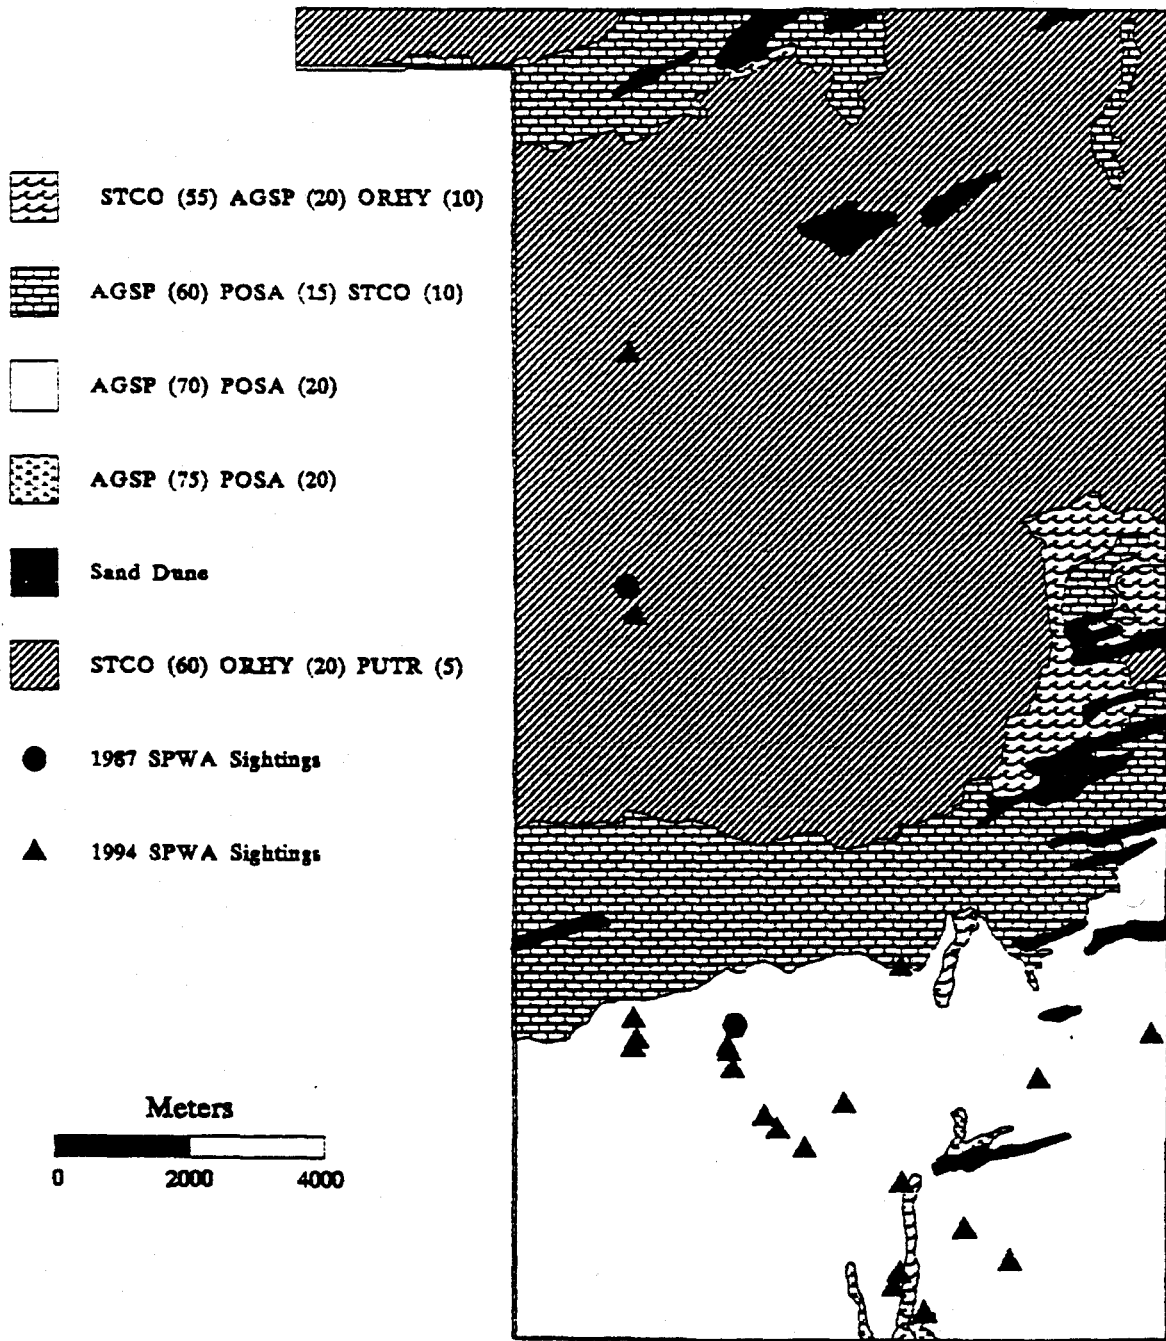 STCO (55) AGSP (20) ORHY (10)
AGSP (60) POSA (15) STCO (10)
AGSP (70) POSA (20)
AGSP (75) POSA (20)
Sand Dune
STCO (60) ORHY (20) PUTR (5)
1987 SPWA Sightings
1994 SPWA Sightings
Meters
0 2000 4000